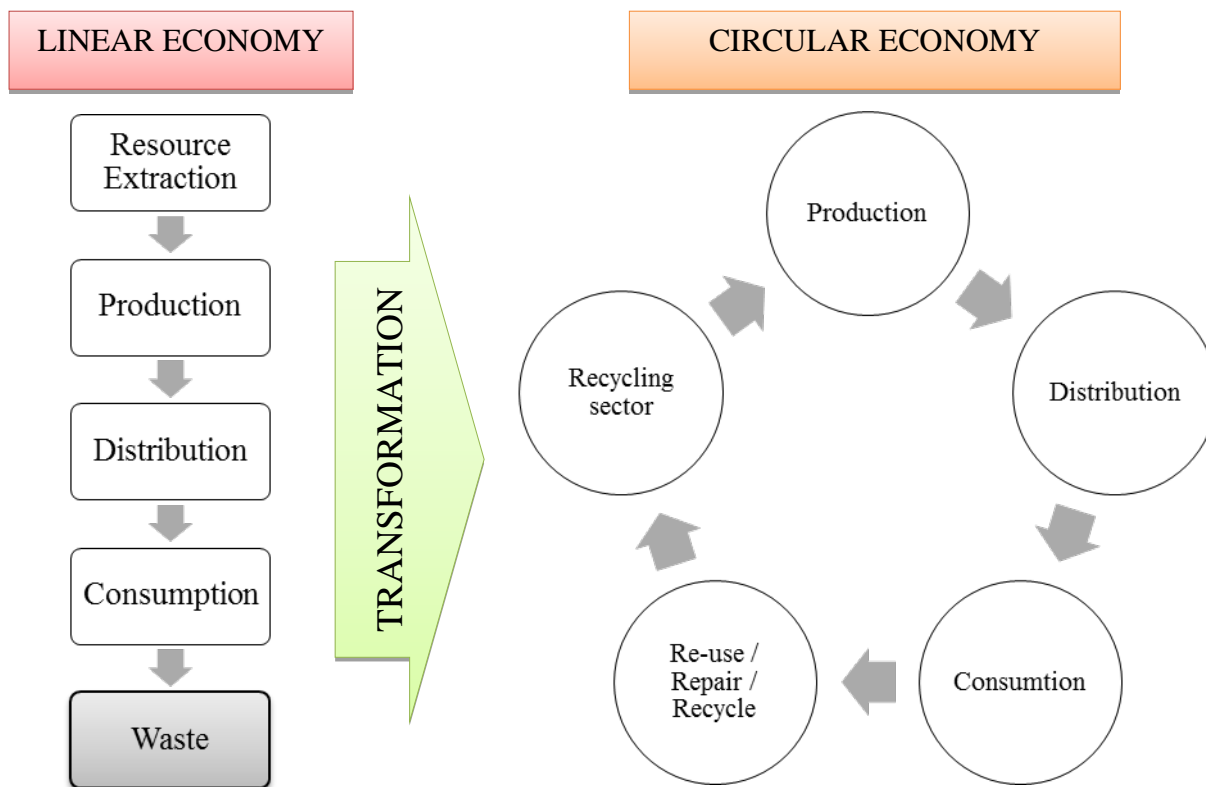 LINEAR ECONOMY
Resource
Extraction
Production
Distribution
Consumption
Waste
TRANSFORMATION
CIRCULAR ECONOMY
Production
Distribution
Consumtion
Re-use /
Repair /
Recycle
Recycling
sector